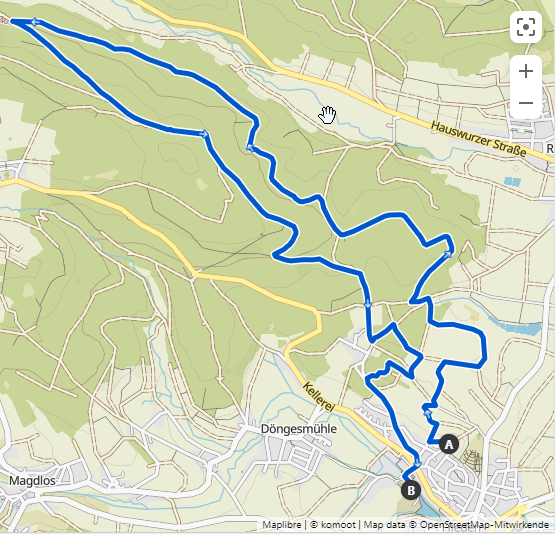 Hauswurzer Straße
R
Kellerei
Döngesmühle
A
Magdlos
B
Maplibre | © komoot | Map data © OpenStreetMap-Mitwirkende